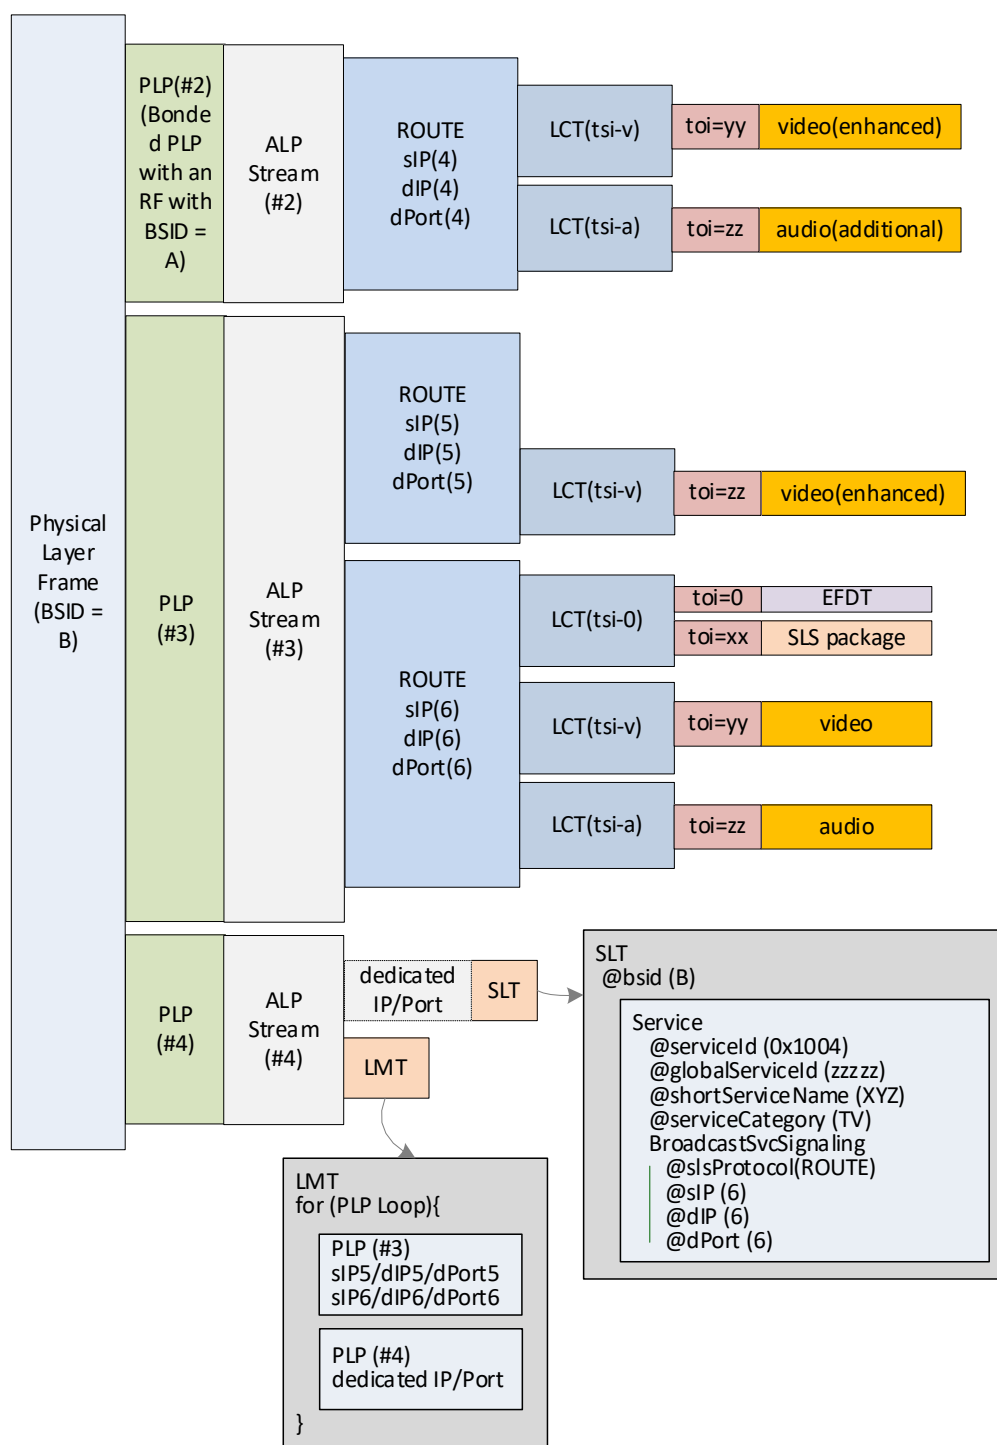 PLP(#2)
(Bonde
d PLP
with an
RF with
BSID =
A)
ALP
Stream
(#2)
ROUTE
sIP(4)
dIP(4)
dPort(4)
LCT(tsi-v)
toi=yy
video(enhanced)
LCT(tsi-a)
toi=zz
audio(additional)
Physical
Layer
Frame
(BSID =
B)
PLP
(#3)
ALP
Stream
(#3)
ROUTE
sIP(5)
dIP(5)
dPort(5)
LCT(tsi-v)
toi=zz
video(enhanced)
ROUTE
sIP(6)
dIP(6)
dPort(6)
LCT(tsi-0)
toi=0
EFDT
toi=xx
SLS package
LCT(tsi-v)
toi=yy
video
LCT(tsi-a)
toi=zz
audio
PLP
(#4)
ALP
Stream
(#4)
dedicated
IP/Port
SLT
LMT
SLT
@bsid (B)
Service
@serviceId (0x1004)
@globalServiceId (zzzzz)
@shortServiceName (XYZ)
@serviceCategory (TV)
BroadcastSvcSignaling
@slsProtocol(ROUTE)
@sIP (6)
@dIP (6)
@dPort (6)
LMT
for (PLP Loop){
PLP (#3)
sIP5/dIP5/dPort5
sIP6/dIP6/dPort6
PLP (#4)
dedicated IP/Port
}